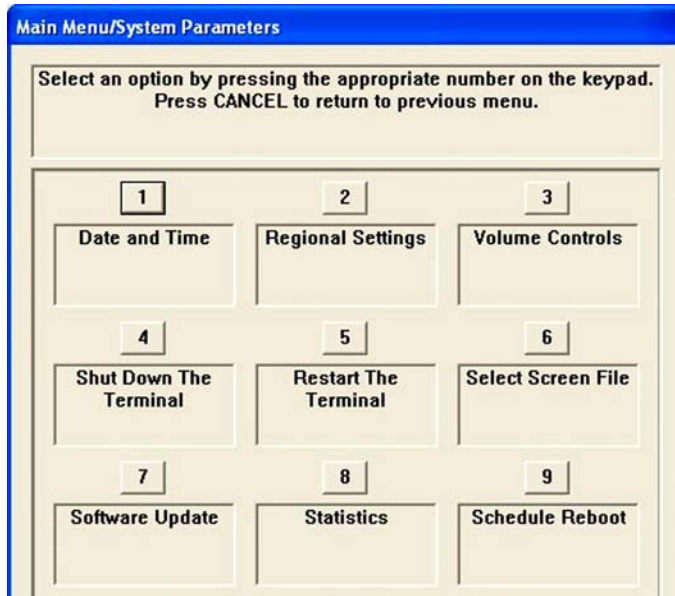 Main Menu/System Parameters
Select an option by pressing the appropriate number on the keypad.
Press CANCEL to return to previous menu.
1
2
3
Date and Time
Regional Settings
Volume Controls
4
5
6
Shut Down The
Terminal
Restart The
Terminal
Select Screen File
7
8
9
Software Update
Statistics
Schedule Reboot